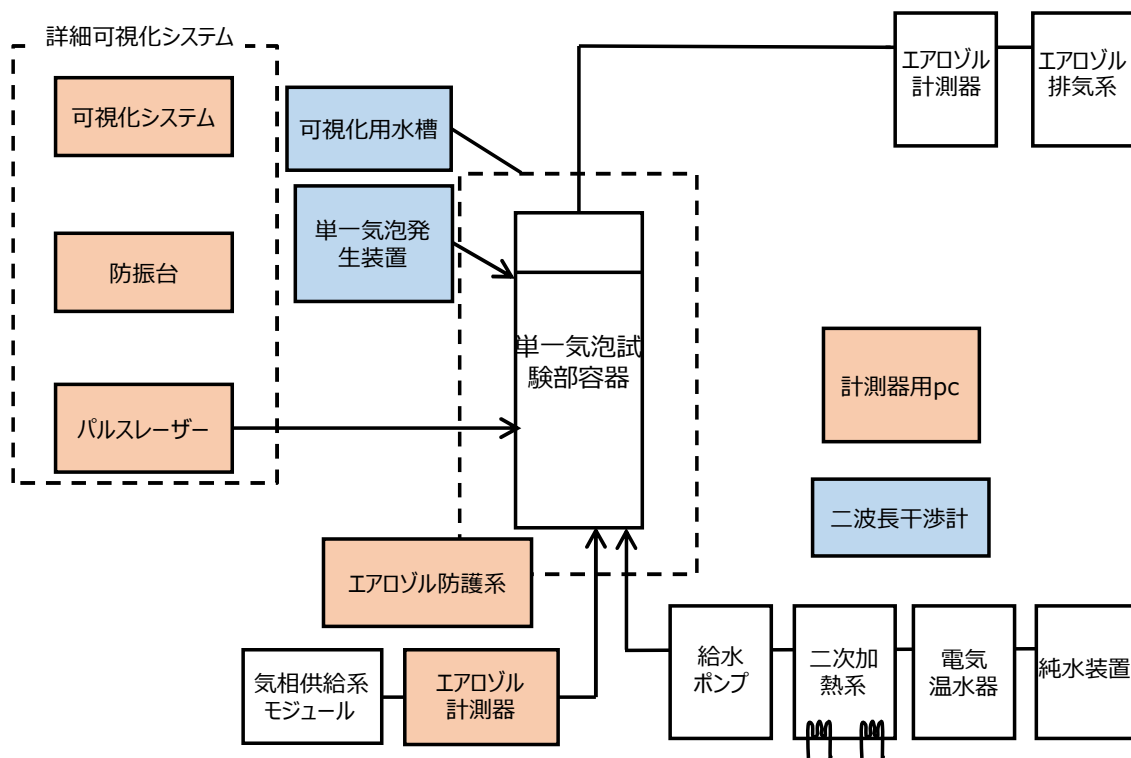 詳細可視化システム
可視化システム
防振台
パルスレーザー
可視化用水槽
単一気泡発
生装置
単一気泡試
験部容器
エアロゾル
計測器
エアロゾル
排気系
計測器用pc
二波長干渉計
エアロゾル防護系
気相供給系
モジュール
エアロゾル
計測器
給水
ポンプ
二次加
熱系
電気
温水器
純水装置